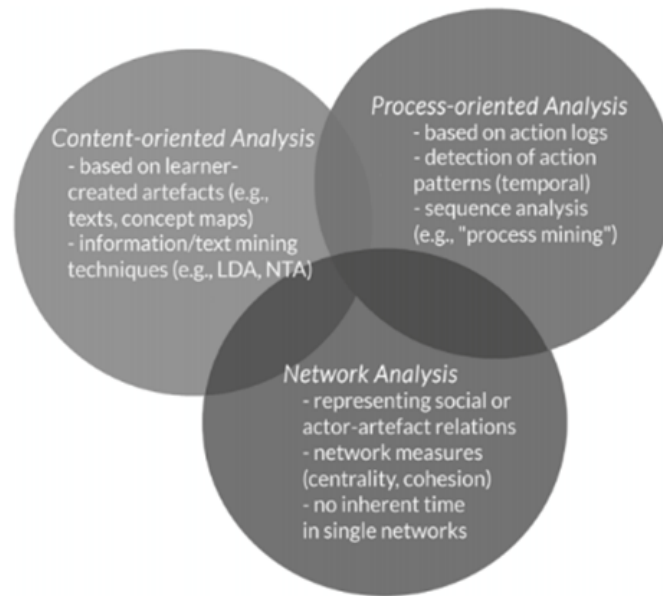 Content-oriented Analysis
- based on learner-
created artefacts (e.g.,
texts, concept maps)
- information/text mining
techniques (e.g., LDA, NTA)
Process-oriented Analysis
- based on action logs
- detection of action
patterns (temporal)
- sequence analysis
(e.g., "process mining")
Network Analysis
- representing social or
actor-artefact relations
- network measures
(centrality, cohesion)
- no inherent time
in single networks